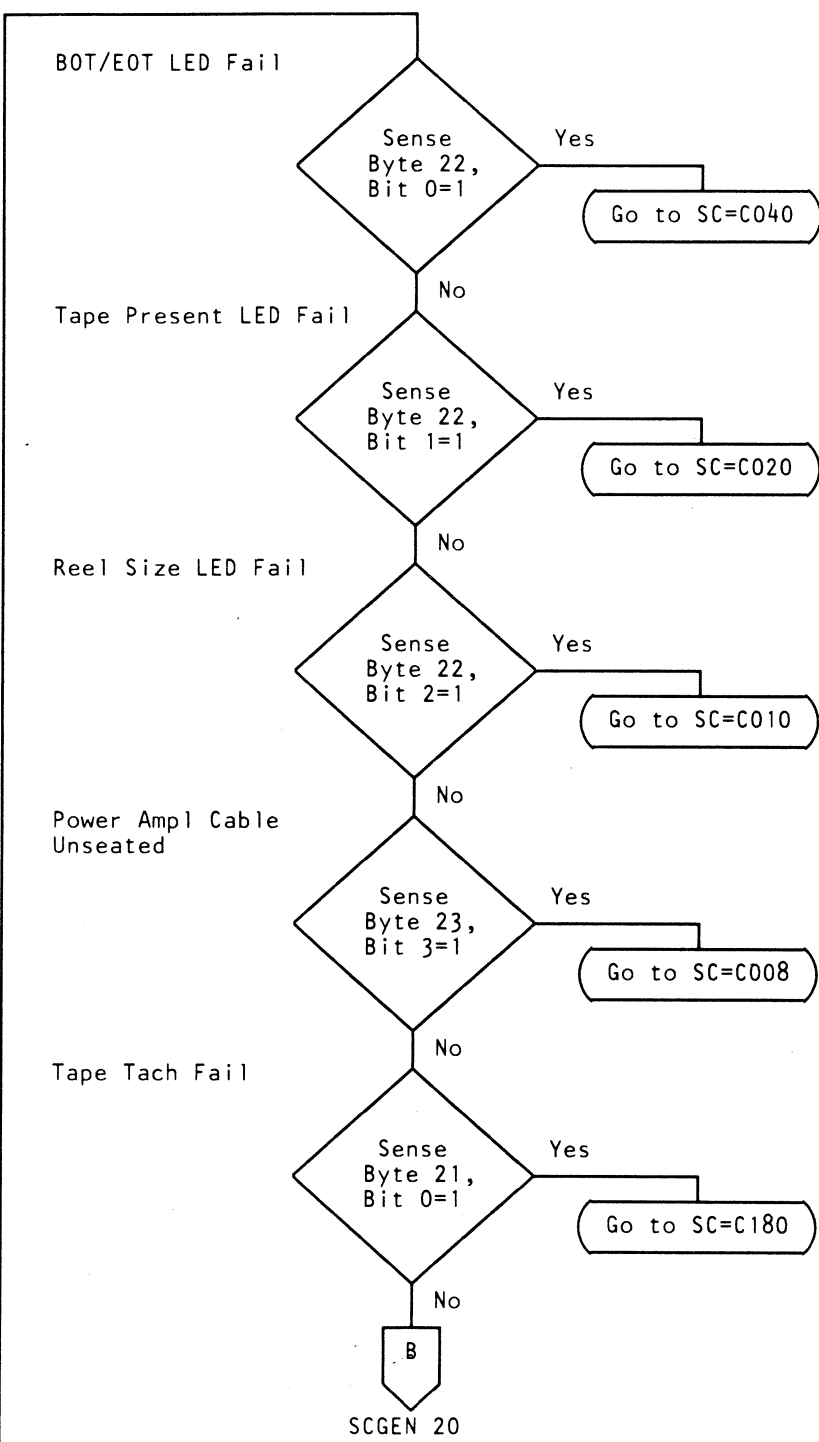 BOT/EOT LED Fail
Sense
Byte 22,
Bit 0=1
Yes
Go to SC=C040
No
Tape Present LED Fail
Sense
Byte 22,
Bit 1=1
Yes
Go to SC=C020
No
Reel Size LED Fail
Sense
Byte 22,
Bit 2=1
Yes
Go to SC=C010
No
Power Ampl Cable
Unseated
Sense
Byte 23,
Bit 3=1
Yes
Go to SC=C008
No
Tape Tach Fail
Sense
Byte 21,
Bit 0=1
Yes
Go to SC=C180
No
B
SCGEN 20